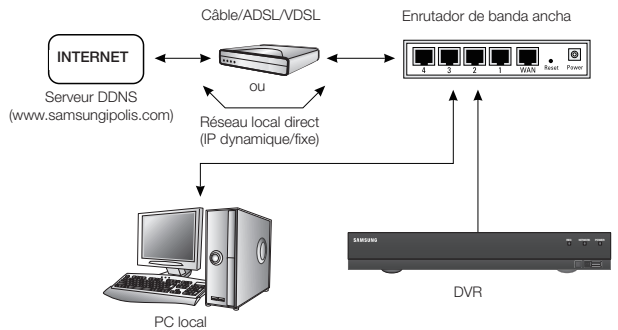 Câble/ADSL/VDSL
Enrutador de banda ancha
INTERNET
4 3 2 1 WAN Reset Power
ou
Serveur DDNS
(www.samsungipolis.com)
Réseau local direct
(IP dynamique/fixe)
SAMSUNG
DVR
PC local